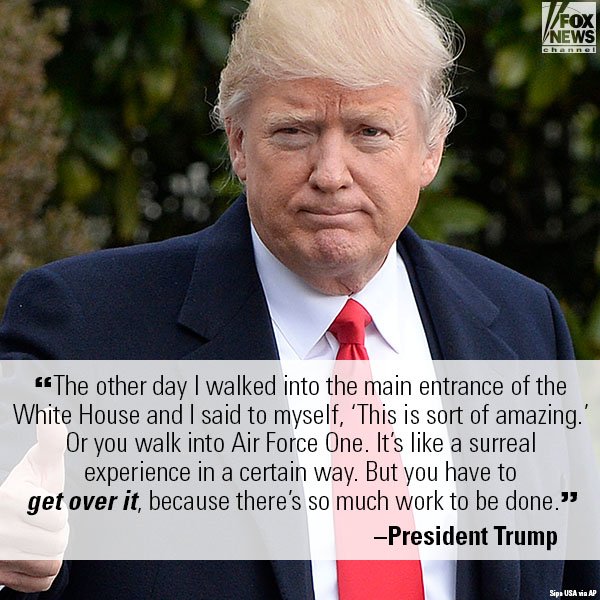 FOX
NEWS
channel
“The other day I walked into the main entrance of the
White House and I said to myself, ‘This is sort of amazing.’
Or you walk into Air Force One. It’s like a surreal
experience in a certain way. But you have to
get over it, because there’s so much work to be done.”
–President Trump
Sipa USA via AP